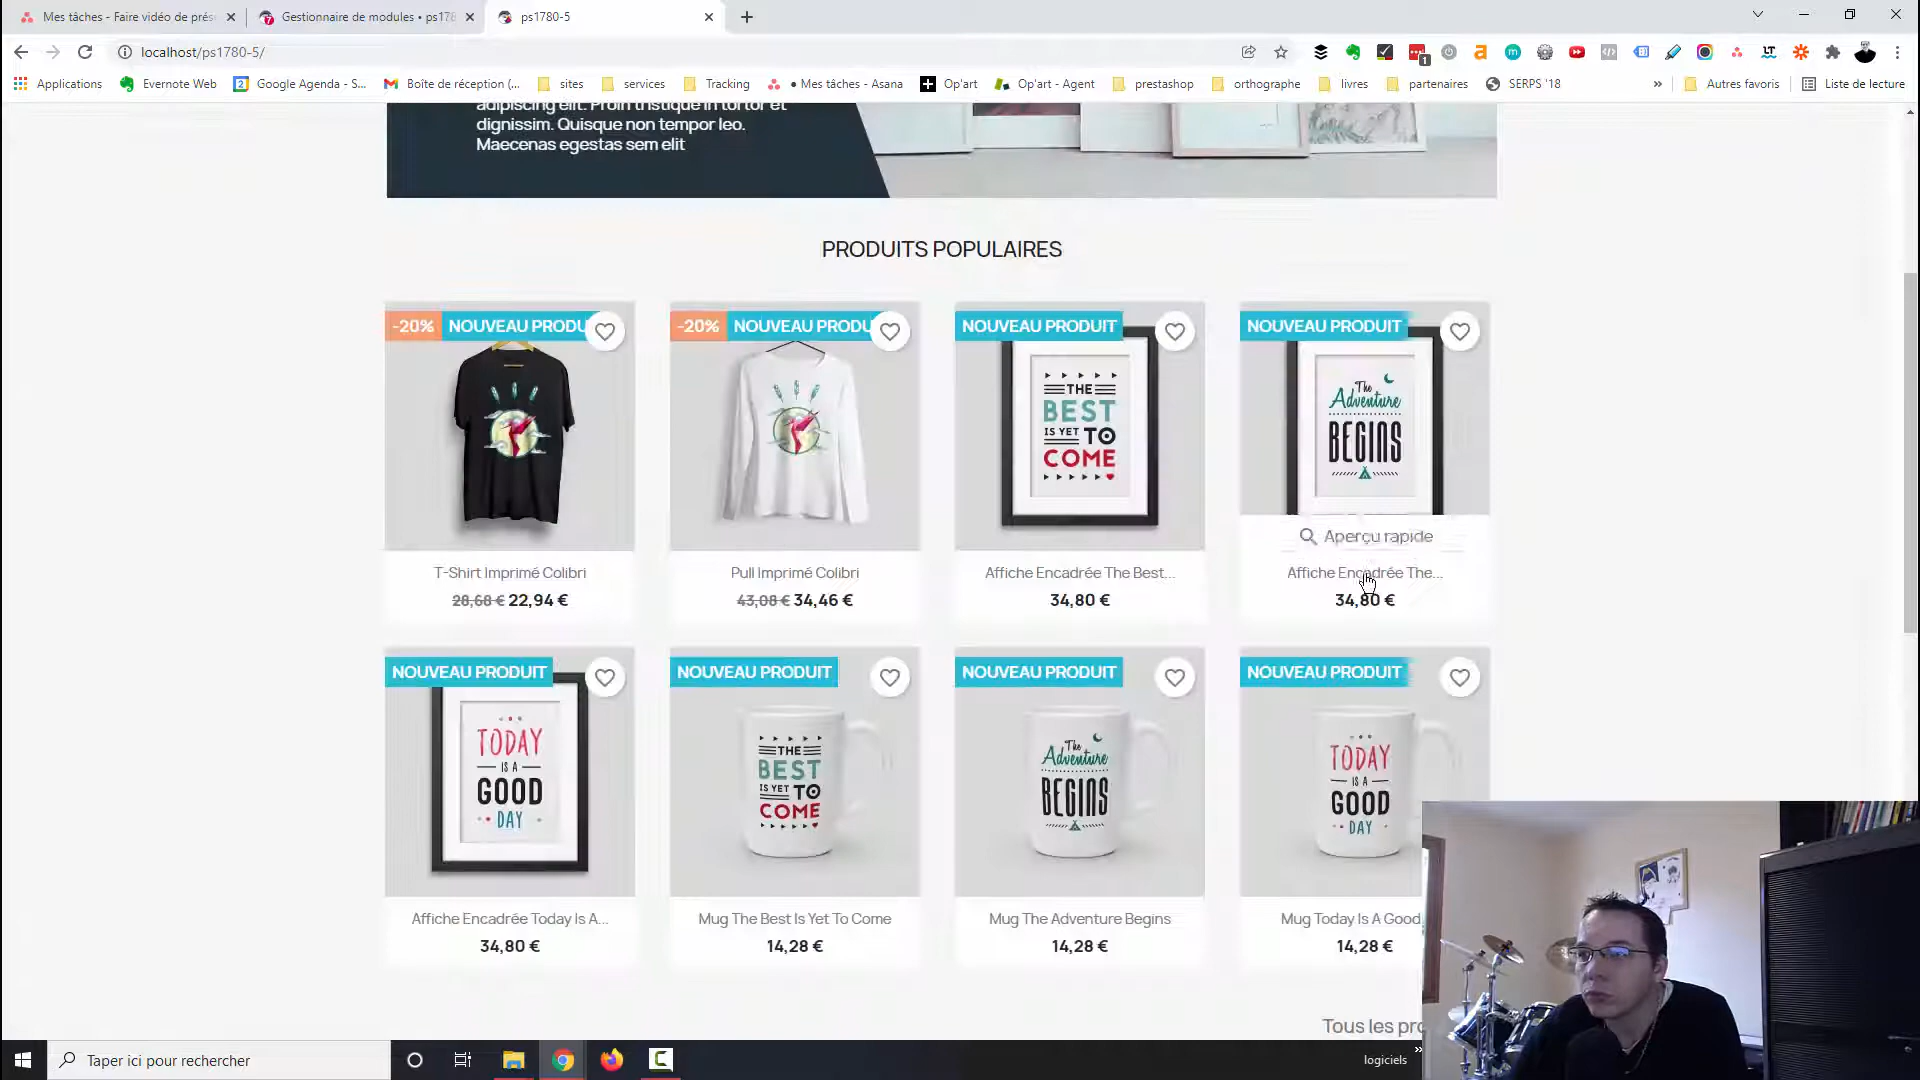 Mes tâches - Faire vidéo de prés
Gestionnaire de modules • ps178
ps1780-5
localhost/ps1780-5/
Applications
Evernote Web
Google Agenda - S...
Boîte de réception (...
sites
services
Tracking
● Mes tâches - Asana
Op'art
Op'art - Agent
prestashop
orthographe
livres
partenaires
SERPS '18
»
Autres favoris
Liste de lecture
adipiscing elit. Proin tristique in tortor et
dignissim. Quisque non tempor leo.
Maecenas egestas sem elit
PRODUITS POPULAIRES
-20% NOUVEAU PRODU
-20% NOUVEAU PRODU
NOUVEAU PRODUIT
NOUVEAU PRODUIT
THE
BEST
IS YET TO
COME
The
Adventure
BEGINS
Aperçu rapide
T-Shirt Imprimé Colibri
28,68 € 22,94 €
Pull Imprimé Colibri
43,08 € 34,46 €
Affiche Encadrée The Best...
34,80 €
Affiche Encadrée The...
34,80 €
NOUVEAU PRODUIT
NOUVEAU PRODUIT
NOUVEAU PRODUIT
NOUVEAU PRODUIT
TODAY
IS A
GOOD
DAY
THE
BEST
IS YET TO
COME
The
Adventure
BEGINS
TODAY
IS A
GOOD
DAY
Affiche Encadrée Today Is A...
34,80 €
Mug The Best Is Yet To Come
14,28 €
Mug The Adventure Begins
14,28 €
Mug Today Is A Good
14,28 €
Tous les pro
Taper ici pour rechercher
logiciels
»